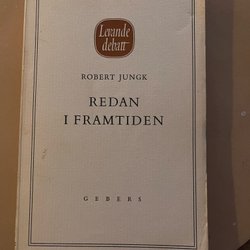 Levande
debatt
ROBERT JUNGK
REDAN
I FRAMTIDEN
GEBERS